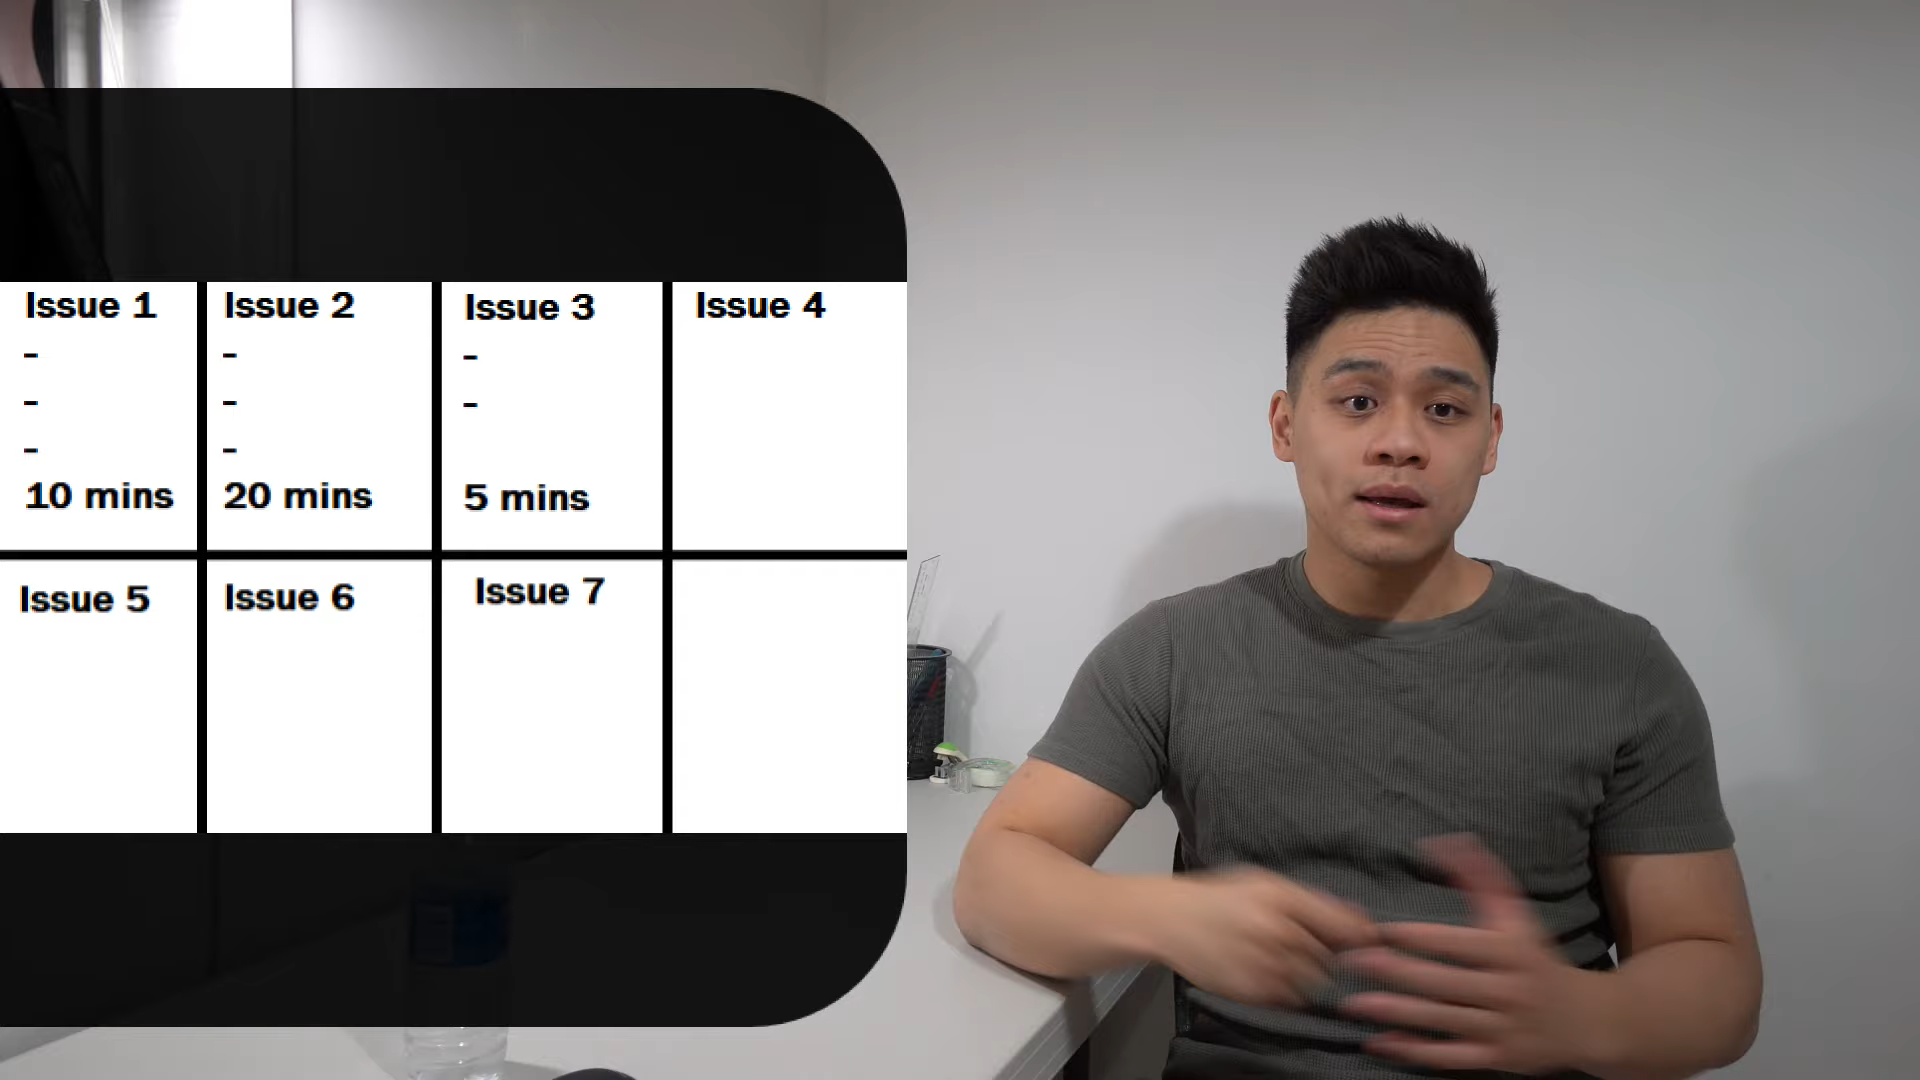 Issue 1
-
-
-
10 mins
Issue 2
-
-
-
20 mins
Issue 3
-
-
5 mins
Issue 4
Issue 5
Issue 6
Issue 7